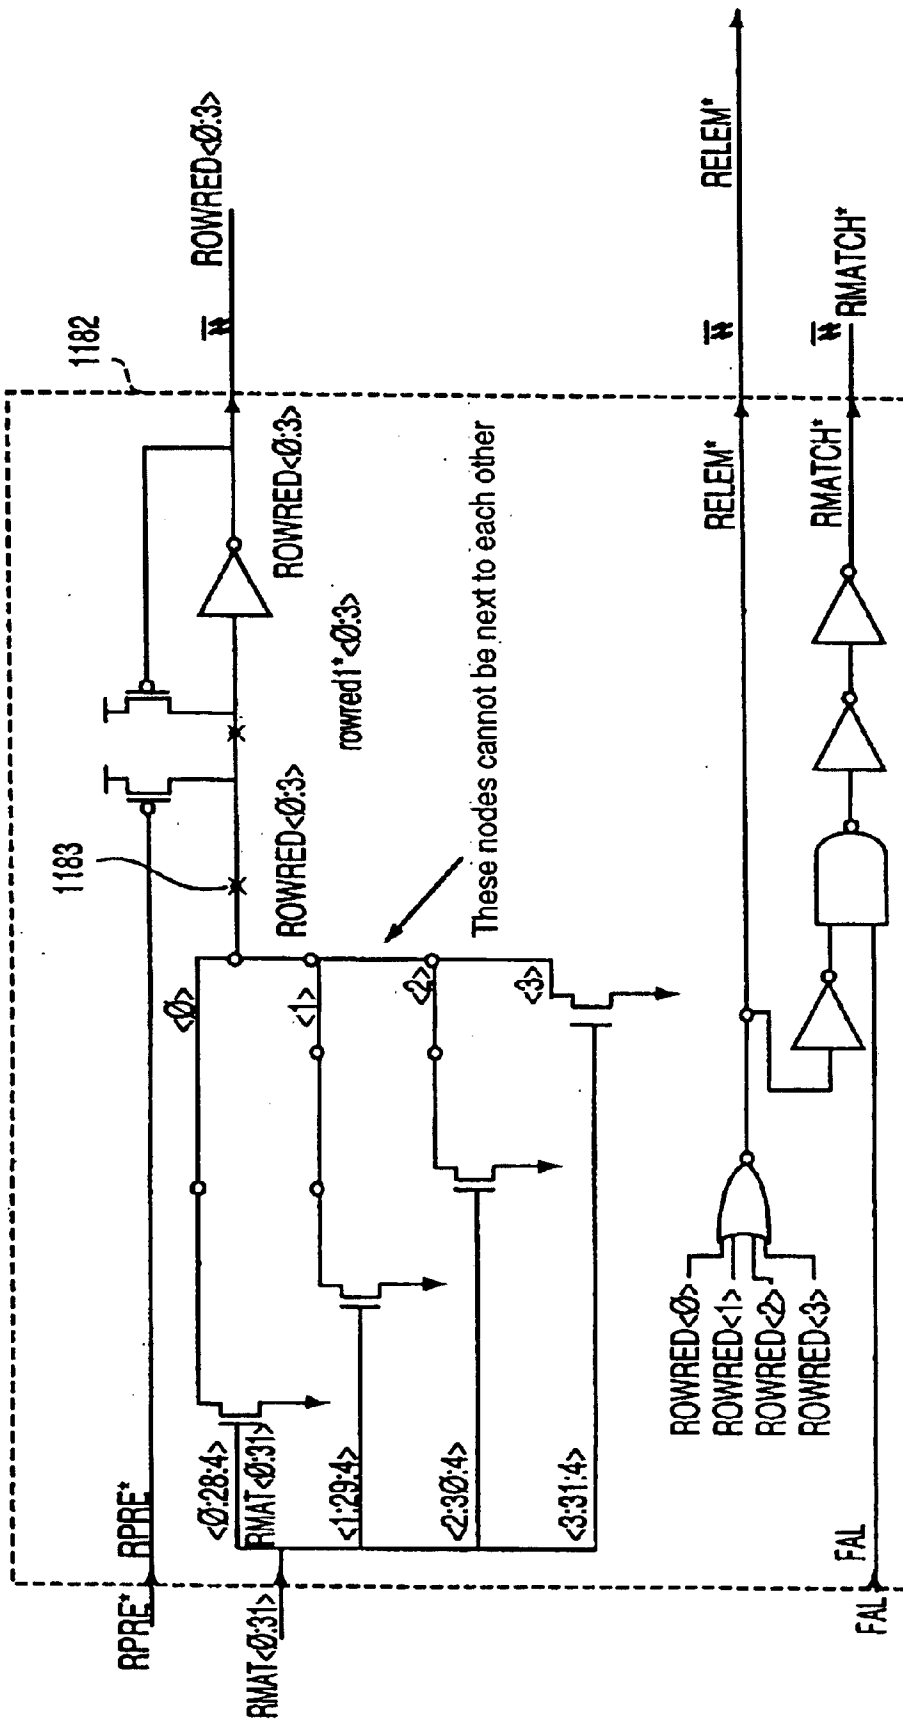 1182
ROWRED<Ø:3>
1183
ROWRED<Ø:3>
ROWRED<Ø:3>
rowred1*<Ø:3>
These nodes cannot be next to each other
RPRE*
RPRE*
<Ø>
<1>
<2>
<3>
<Ø:28:4>
RMAT<Ø:31>
<1:29:4>
<2:3Ø:4>
<3:31:4>
RMAT<Ø:31>
RELEM*
RELEM*
ROWRED<Ø>
ROWRED<1>
ROWRED<2>
ROWRED<3>
RMATCH*
RMATCH*
FAL
FAL